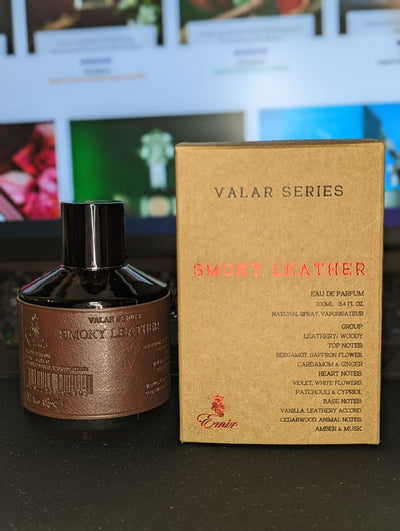 VALAR SERIES
SMOKY LEATHER
EAU DE PARFUM
100ML 3.4 FL OZ.
NATURAL SPRAY. VAPORISATEUR
GROUP:
LEATHERY/ WOODY
TOP NOTES:
BERGAMOT, SAFFRON FLOWER,
CARDAMOM & GINGER
HEART NOTES:
VIOLET, WHITE FLOWERS,
PATCHOULI & CYPRIOL
BASE NOTES:
VANILLA, LEATHERY ACCORD,
CEDARWOOD, ANIMAL NOTES,
AMBER & MUSK
Emir
VALAR SERIES
SMOKY LEATHER